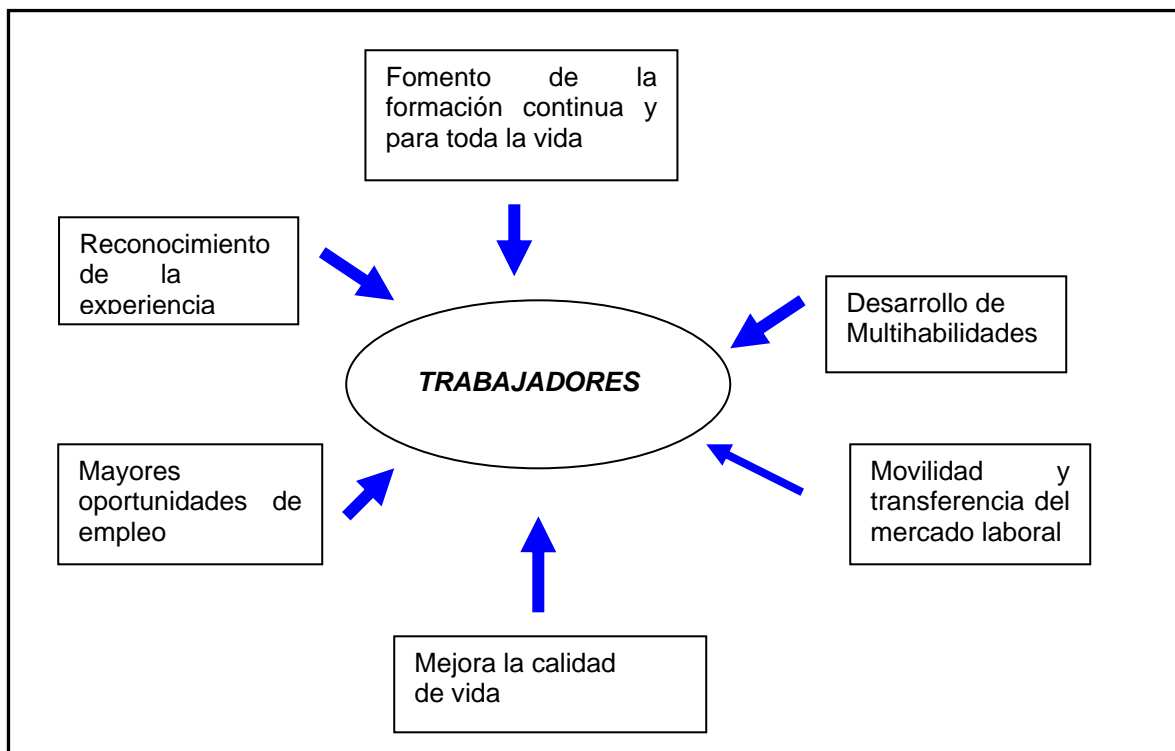 Fomento de la
formación continua y
para toda la vida
Reconocimiento
de la
experiencia
Desarrollo de
Multihabilidades
TRABAJADORES
Mayores
oportunidades de
empleo
Movilidad y
transferencia del
mercado laboral
Mejora la calidad
de vida